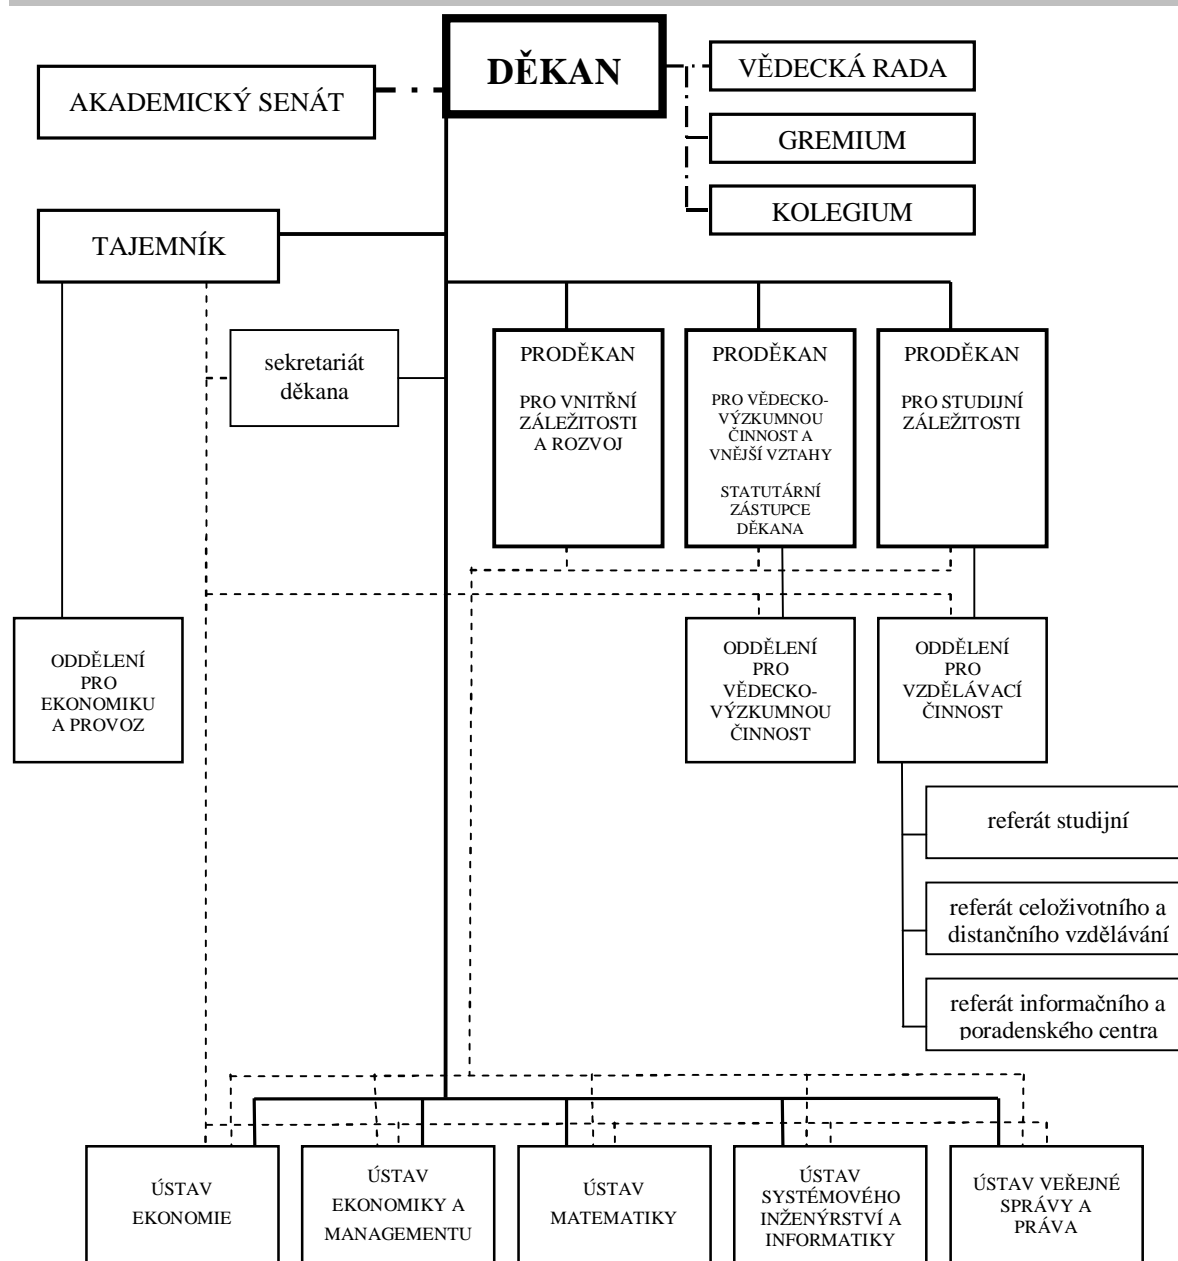 DĚKAN
VĚDECKÁ RADA
AKADEMICKÝ SENÁT
GREMIUM
KOLEGIUM
TAJEMNÍK
sekretariát
děkana
PRODĚKAN
PRO VNITŘNÍ
ZÁLEŽITOSTI
A ROZVOJ
PRODĚKAN
PRO VĚDECKO-
VÝZKUMNOU
ČINNOST A
VNĚJŠÍ VZTAHY
STATUTÁRNÍ
ZÁSTUPCE
DĚKANA
PRODĚKAN
PRO STUDIJNÍ
ZÁLEŽITOSTI
ODDĚLENÍ
PRO
EKONOMIKU
A PROVOZ
ODDĚLENÍ
PRO
VĚDECKO-
VÝZKUMNOU
ČINNOST
ODDĚLENÍ
PRO
VZDĚLÁVACÍ
ČINNOST
referát studijní
referát celoživotního a
distančního vzdělávání
referát informačního a
poradenského centra
ÚSTAV
EKONOMIE
ÚSTAV
EKONOMIKY A
MANAGEMENTU
ÚSTAV
MATEMATIKY
ÚSTAV
SYSTÉMOVÉHO
INŽENÝRSTVÍ A
INFORMATIKY
ÚSTAV VEŘEJNÉ
SPRÁVY A
PRÁVA